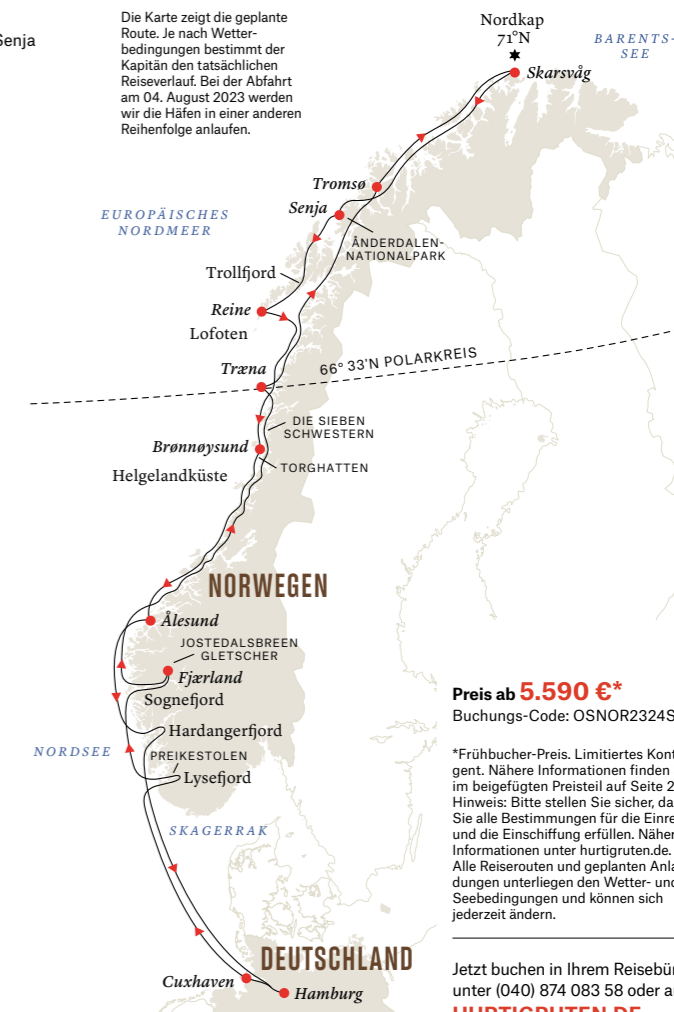 Senja
Die Karte zeigt die geplante
Route. Je nach Wetter-
bedingungen bestimmt der
Kapitän den tatsächlichen
Reiseverlauf. Bei der Abfahrt
am 04. August 2023 werden
wir die Häfen in einer anderen
Reihenfolge anlaufen.
Nordkap
71°N
BARENTS-
SEE
Skarsvåg
Tromsø
Senja
EUROPÄISCHES
NORDMEER
ÅNDERDALEN-
NATIONALPARK
Trollfjord
Reine
Lofoten
Træna
66° 33'N POLARKREIS
DIE SIEBEN
SCHWESTERN
Brønnøysund
TORGHATTEN
Helgelandküste
NORWEGEN
Ålesund
JOSTEDALSBREEN
GLETSCHER
Fjærland
Sognefjord
Hardangerfjord
NORDSEE
PREIKESTOLEN
Lysefjord
SKAGERRAK
DEUTSCHLAND
Cuxhaven
Hamburg
Preis ab 5.590 €*
Buchungs-Code: OSNOR2324S
*Frühbucher-Preis. Limitiertes Kont
gent. Nähere Informationen finden
im beigefügten Preisteil auf Seite 2
Hinweis: Bitte stellen Sie sicher, da
Sie alle Bestimmungen für die Einre
und die Einschiffung erfüllen. Näher
Informationen unter hurtigruten.de.
Alle Reiserouten und geplanten Anla
dungen unterliegen den Wetter- und
Seebedingungen und können sich
jederzeit ändern.
Jetzt buchen in Ihrem Reisebür
unter (040) 874 083 58 oder a
HURTIGRUTEN.DE